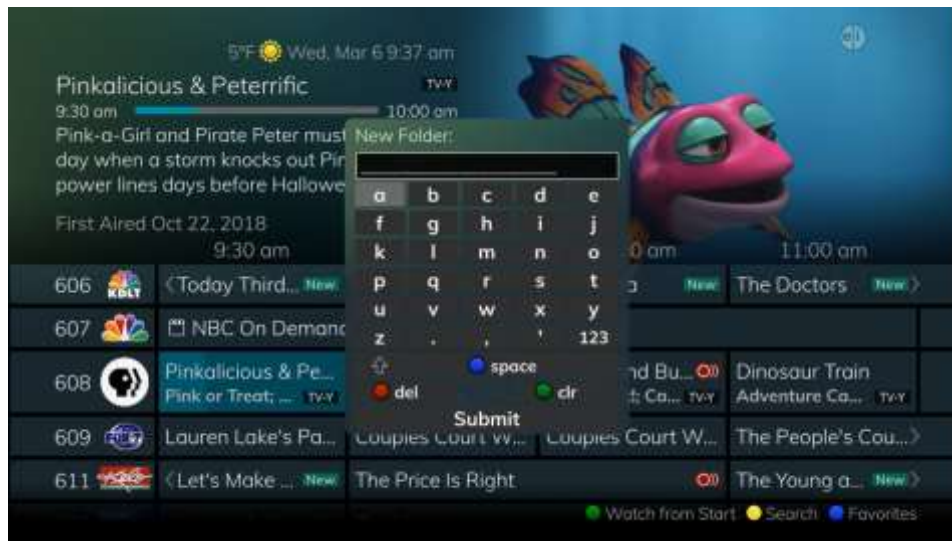 5°F Wed, Mar 6 9:37 am
Pinkalicious & Peterrific TV-Y
9:30 am 10:00 am
Pink-a-Girl and Pirate Peter must
day when a storm knocks out Pin
power lines days before Hallowe
First Aired Oct 22, 2018
New Folder:
a b c d e
f g h i j
k l m n o
p q r s t
u v w x y
z . , ' 123
space
del clr
Submit
9:30 am 11:00 am
606 KDLT Today Third... New New The Doctors New
607 NBC On Demand
608 Pinkalicious & Pe... nd Bu... Dinosaur Train
Pink or Treat; ... TV-Y t; Ca... TV-Y Adventure Ca... TV-Y
609 Lauren Lake's Pa... Couples Court W... Couples Court W... The People's Cou...
611 Let's Make ... New The Price Is Right The Young a... New
Watch from Start Search Favorites